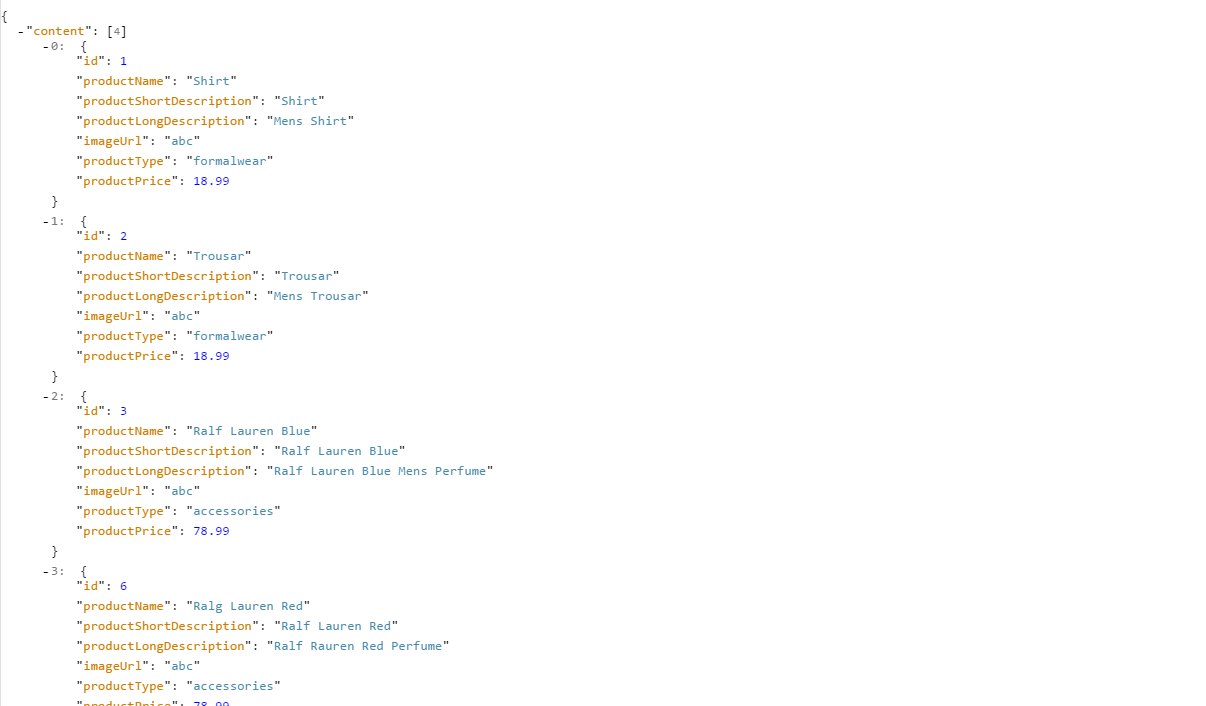 {
-"content": [4]
-0: {
"id": 1
"productName": "Shirt"
"productShortDescription": "Shirt"
"productLongDescription": "Mens Shirt"
"imageUrl": "abc"
"productType": "formalwear"
"productPrice": 18.99
}
-1: {
"id": 2
"productName": "Trousar"
"productShortDescription": "Trousar"
"productLongDescription": "Mens Trousar"
"imageUrl": "abc"
"productType": "formalwear"
"productPrice": 18.99
}
-2: {
"id": 3
"productName": "Ralf Lauren Blue"
"productShortDescription": "Ralf Lauren Blue"
"productLongDescription": "Ralf Lauren Blue Mens Perfume"
"imageUrl": "abc"
"productType": "accessories"
"productPrice": 78.99
}
-3: {
"id": 6
"productName": "Ralg Lauren Red"
"productShortDescription": "Ralf Lauren Red"
"productLongDescription": "Ralf Rauren Red Perfume"
"imageUrl": "abc"
"productType": "accessories"
"productPrice": 78.99